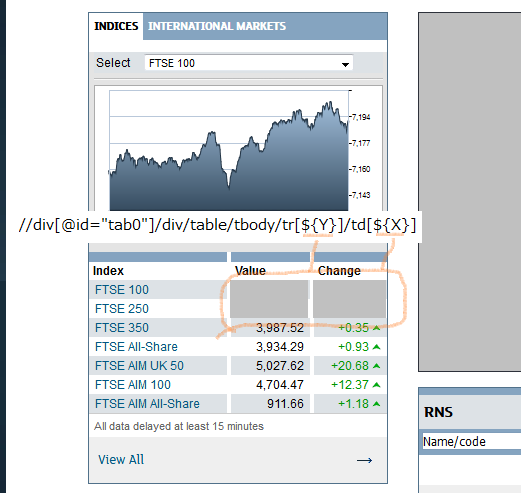 INDICES INTERNATIONAL MARKETS
Select FTSE 100
7,194
7,177
7,160
7,143
//div[@id="tab0"]/div/table/tbody/tr[${Y}]/td[${X}]
Index Value Change
FTSE 100
FTSE 250
FTSE 350 3,987.52 +0.35
FTSE All-Share 3,934.29 +0.93
FTSE AIM UK 50 5,027.62 +20.68
FTSE AIM 100 4,704.47 +12.37
FTSE AIM All-Share 911.66 +1.18
All data delayed at least 15 minutes
View All →
RNS
Name/code